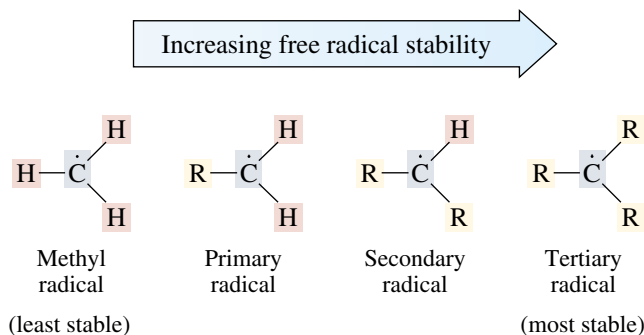 Increasing free radical stability
H
H
Ċ
H
H
R
Ċ
H
H
R
Ċ
R
R
R
Ċ
R
Methyl
radical
Primary
radical
Secondary
radical
Tertiary
radical
(least stable)
(most stable)